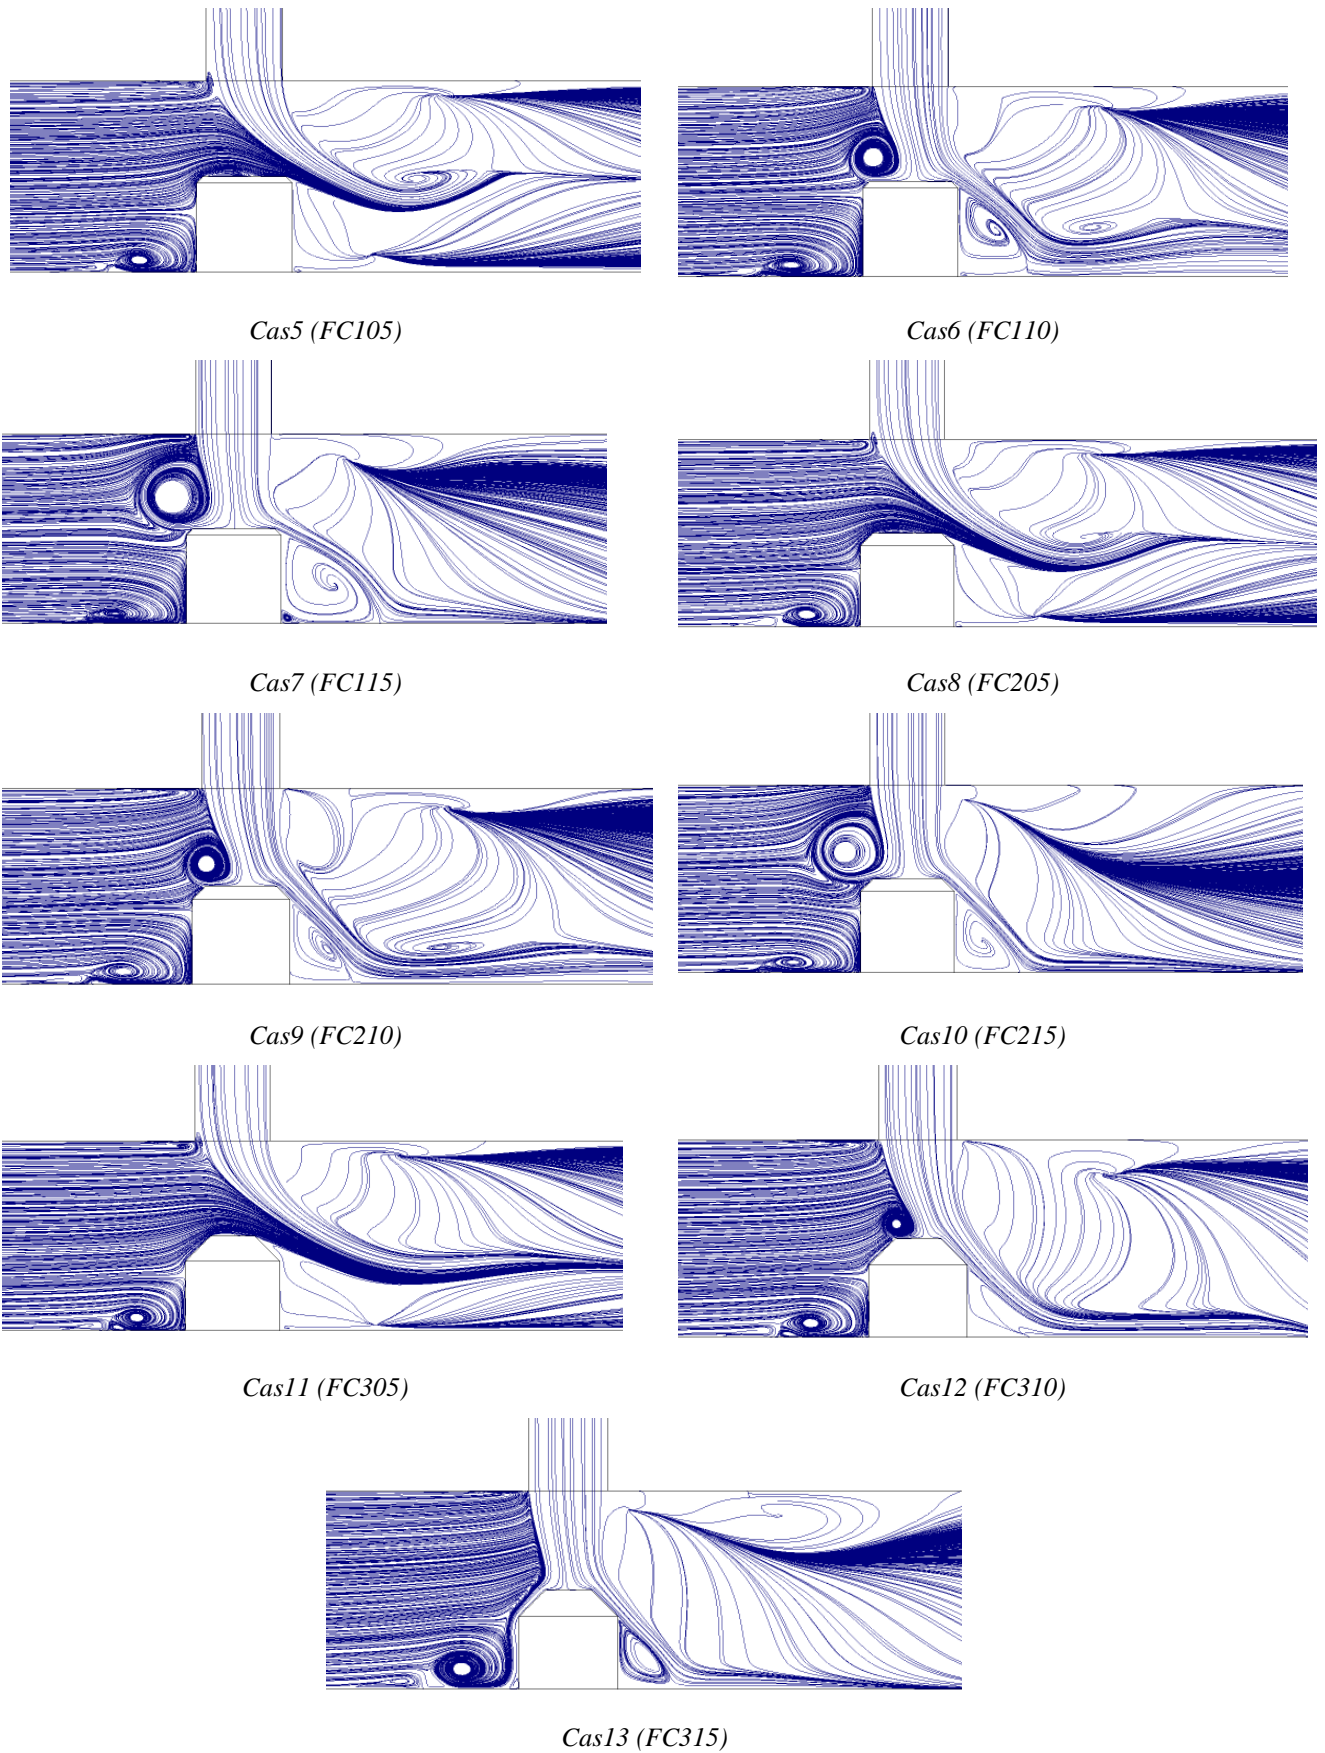 Cas5 (FC105)
Cas6 (FC110)
Cas7 (FC115)
Cas8 (FC205)
Cas9 (FC210)
Cas10 (FC215)
Cas11 (FC305)
Cas12 (FC310)
Cas13 (FC315)